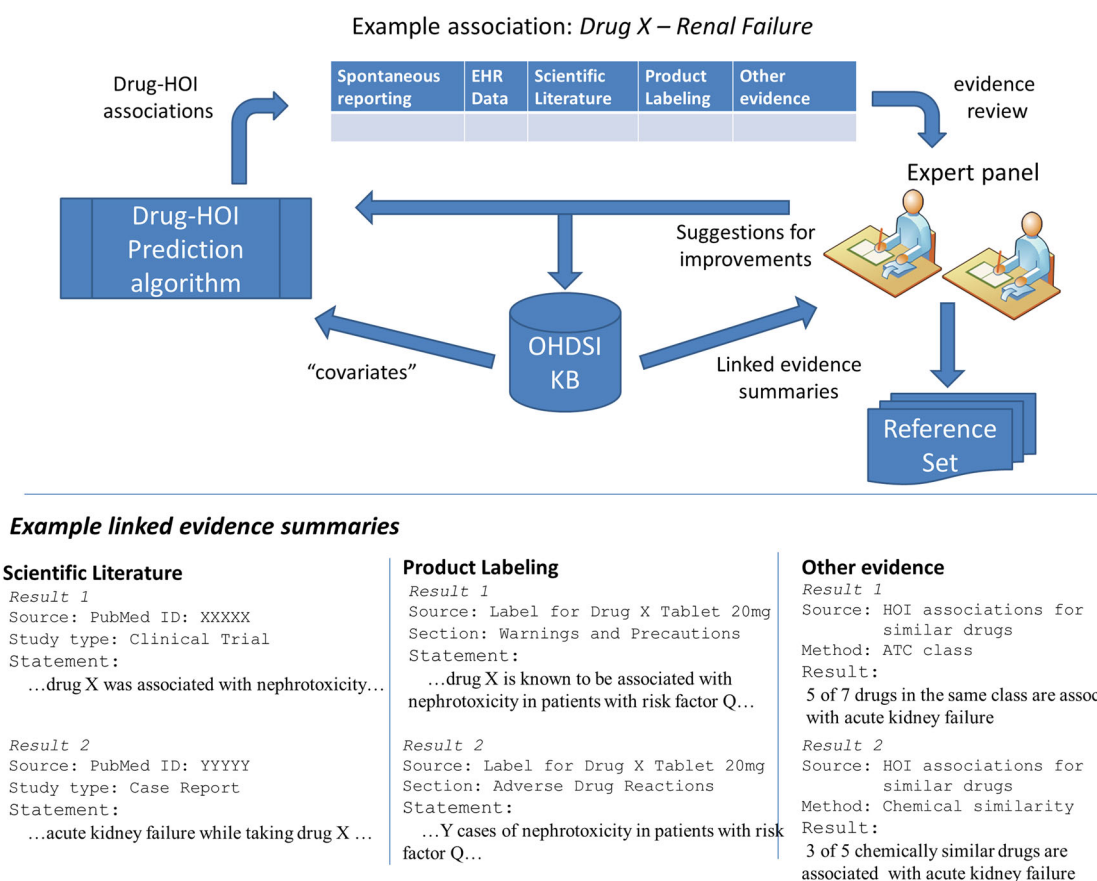 Example association: Drug X – Renal Failure
Drug-HOI
associations
Spontaneous
reporting
EHR
Data
Scientific
Literature
Product
Labeling
Other
evidence
evidence
review
Expert panel
Drug-HOI
Prediction
algorithm
Suggestions for
improvements
OHDSI
KB
“covariates”
Linked evidence
summaries
Reference
Set
Example linked evidence summaries
Scientific Literature
Result 1
Source: PubMed ID: XXXXX
Study type: Clinical Trial
Statement:
…drug X was associated with nephrotoxicity…
Result 2
Source: PubMed ID: YYYYY
Study type: Case Report
Statement:
…acute kidney failure while taking drug X …
Product Labeling
Result 1
Source: Label for Drug X Tablet 20mg
Section: Warnings and Precautions
Statement:
…drug X is known to be associated with
nephrotoxicity in patients with risk factor Q…
Result 2
Source: Label for Drug X Tablet 20mg
Section: Adverse Drug Reactions
Statement:
…Y cases of nephrotoxicity in patients with risk
factor Q…
Other evidence
Result 1
Source: HOI associations for
similar drugs
Method: ATC class
Result:
5 of 7 drugs in the same class are assoc
with acute kidney failure
Result 2
Source: HOI associations for
similar drugs
Method: Chemical similarity
Result:
3 of 5 chemically similar drugs are
associated with acute kidney failure